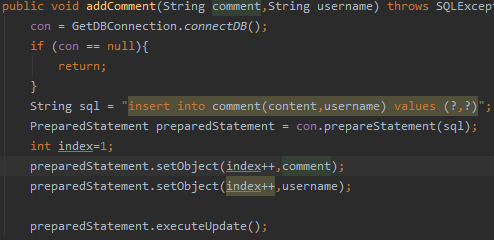 public void addComment(String comment,String username) throws SQLExcept
con = GetDBConnection.connectDB();
if (con == null){
return;
}
String sql = "insert into comment(content,username) values (?,?)";
PreparedStatement preparedStatement = con.prepareStatement(sql);
int index=1;
preparedStatement.setObject(index++,comment);
preparedStatement.setObject(index++,username);
preparedStatement.executeUpdate();